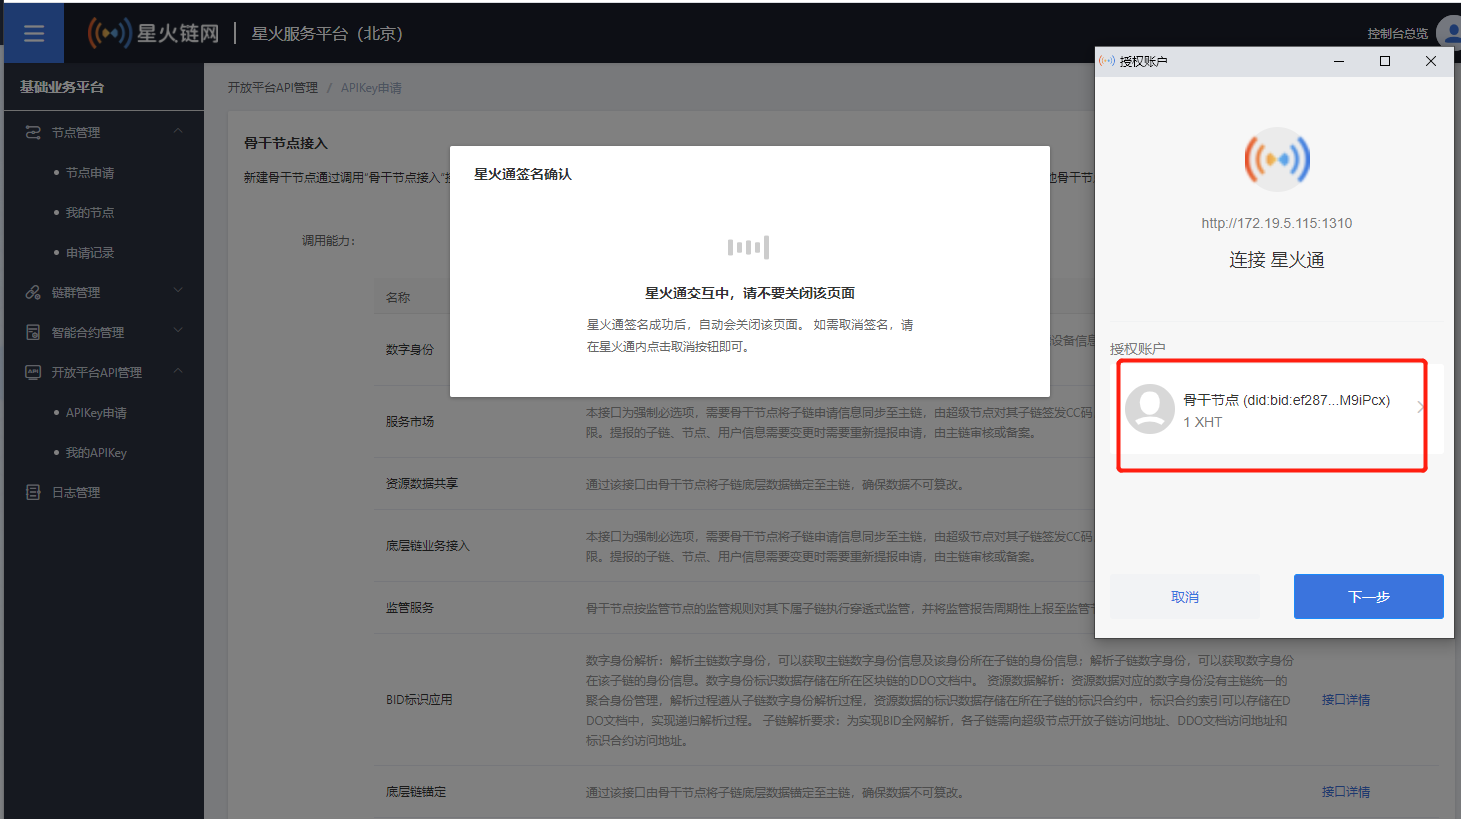 星火链网
星火服务平台（北京）
控制台总览
基础业务平台
节点管理
节点申请
我的节点
申请记录
链群管理
智能合约管理
开放平台API管理
APIKey申请
我的APIKey
日志管理
开放平台API管理 / APIKey申请
骨干节点接入
新建骨干节点通过调用“骨干节点接入”
他骨干节
调用能力：
名称
数字身份
设备信息
服务市场
本接口为强制必选项，需要骨干节点将子链申请信息同步至主链，由超级节点对其子链签发CC码
限。提报的子链、节点、用户信息需要变更时需要重新提报申请，由主链审核或备案。
资源数据共享
通过该接口由骨干节点将子链底层数据锚定至主链，确保数据不可篡改。
底层链业务接入
本接口为强制必选项，需要骨干节点将子链申请信息同步至主链，由超级节点对其子链签发CC码
限。提报的子链、节点、用户信息需要变更时需要重新提报申请，由主链审核或备案。
监管服务
骨干节点按监管节点的监管规则对其下属子链执行穿透式监管，并将监管报告周期性上报至监管
BID标识应用
数字身份解析：解析主链数字身份，可以获取主链数字身份信息及该身份所在子链的身份信息；解析子链数字身份，可以获取数字身份
在该子链的身份信息。数字身份标识数据存储在所在区块链的DDO文档中。 资源数据解析：资源数据对应的数字身份没有主链统一的
聚合身份管理，解析过程遵从子链数字身份解析过程，资源数据的标识数据存储在所在子链的标识合约中，标识合约索引可以存储在D
DO文档中，实现递归解析过程。 子链解析要求：为实现BID全网解析，各子链需向超级节点开放子链访问地址、DDO文档访问地址和
标识合约访问地址。
接口详情
底层链锚定
通过该接口由骨干节点将子链底层数据锚定至主链，确保数据不可篡改。
接口详情
星火通签名确认
星火通交互中，请不要关闭该页面
星火通签名成功后，自动会关闭该页面。 如需取消签名，请
在星火通内点击取消按钮即可。
授权账户
http://172.19.5.115:1310
连接 星火通
授权账户
骨干节点 (did:bid:ef287...M9iPcx)
1 XHT
取消
下一步